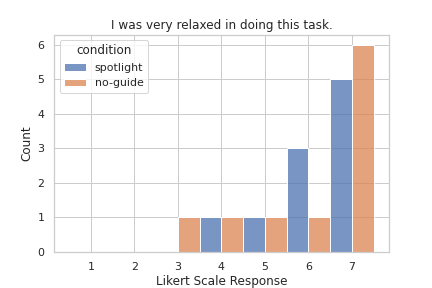 I was very relaxed in doing this task.
condition
spotlight
no-guide
6
5
4
3
2
1
0
Count
1 2 3 4 5 6 7
Likert Scale Response